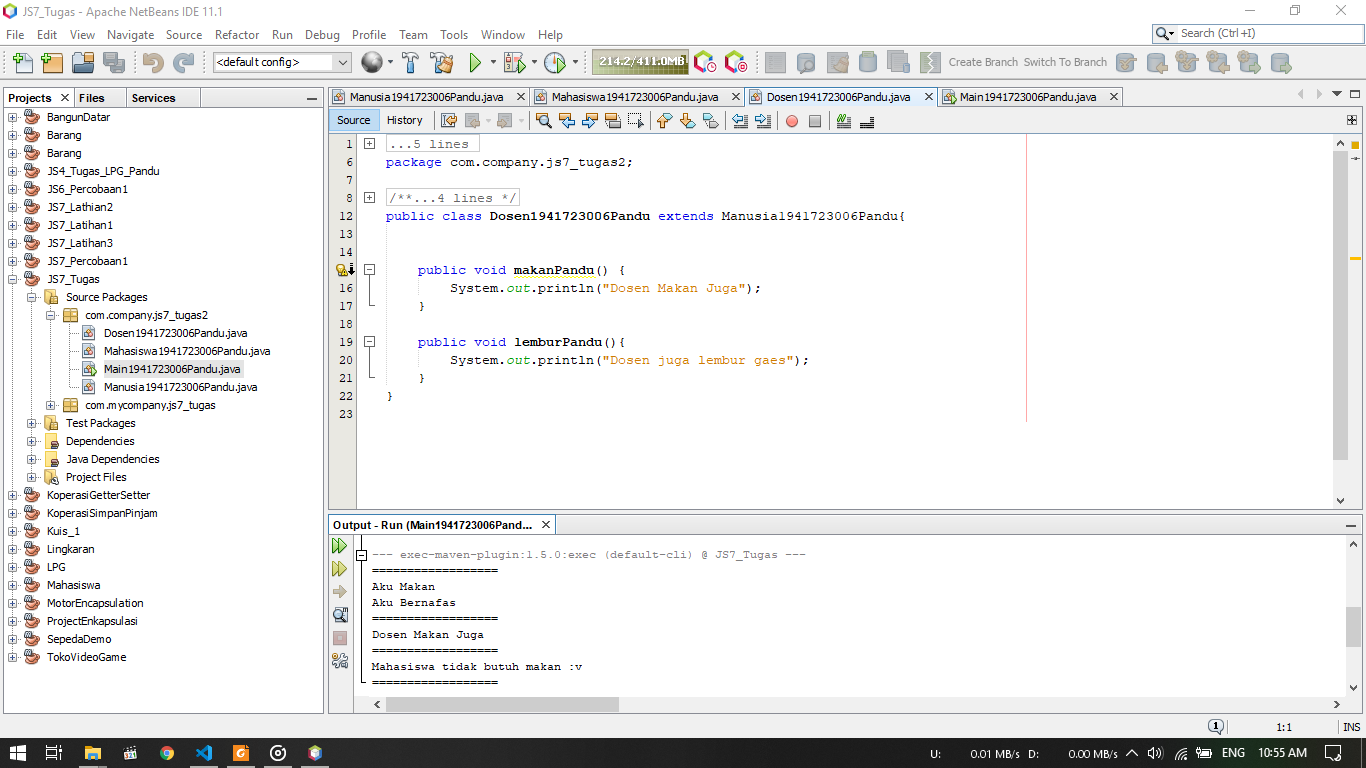 JS7_Tugas - Apache NetBeans IDE 11.1
File Edit View Navigate Source Refactor Run Debug Profile Team Tools Window Help
Search (Ctrl+I)
<default config>
214.2/411.0MB
Create Branch Switch To Branch
Projects Files Services
BangunDatar
Barang
Barang
JS4_Tugas_LPG_Pandu
JS6_Percobaan1
JS7_Lathian2
JS7_Latihan1
JS7_Latihan3
JS7_Percobaan1
JS7_Tugas
Source Packages
com.company.js7_tugas2
Dosen1941723006Pandu.java
Mahasiswa1941723006Pandu.java
Main1941723006Pandu.java
Manusia1941723006Pandu.java
com.mycompany.js7_tugas
Test Packages
Dependencies
Java Dependencies
Project Files
KoperasiGetterSetter
KoperasiSimpanPinjam
Kuis_1
Lingkaran
LPG
Mahasiswa
MotorEncapsulation
ProjectEnkapsulasi
SepedaDemo
TokoVideoGame
Manusia1941723006Pandu.java Mahasiswa1941723006Pandu.java Dosen1941723006Pandu.java Main1941723006Pandu.java
Source History
1 ...5 lines
6 package com.company.js7_tugas2;
7
8 /**...4 lines */
12 public class Dosen1941723006Pandu extends Manusia1941723006Pandu{
13
14
public void makanPandu() {
16 System.out.println("Dosen Makan Juga");
17 }
18
19 public void lemburPandu(){
20 System.out.println("Dosen juga lembur gaes");
21 }
22 }
23
Output - Run (Main1941723006Pand...
--- exec-maven-plugin:1.5.0:exec (default-cli) @ JS7_Tugas ---
==================
Aku Makan
Aku Bernafas
==================
Dosen Makan Juga
==================
Mahasiswa tidak butuh makan :v
==================
1 1:1 INS
U: 0.01 MB/s D: 0.00 MB/s ENG 10:55 AM